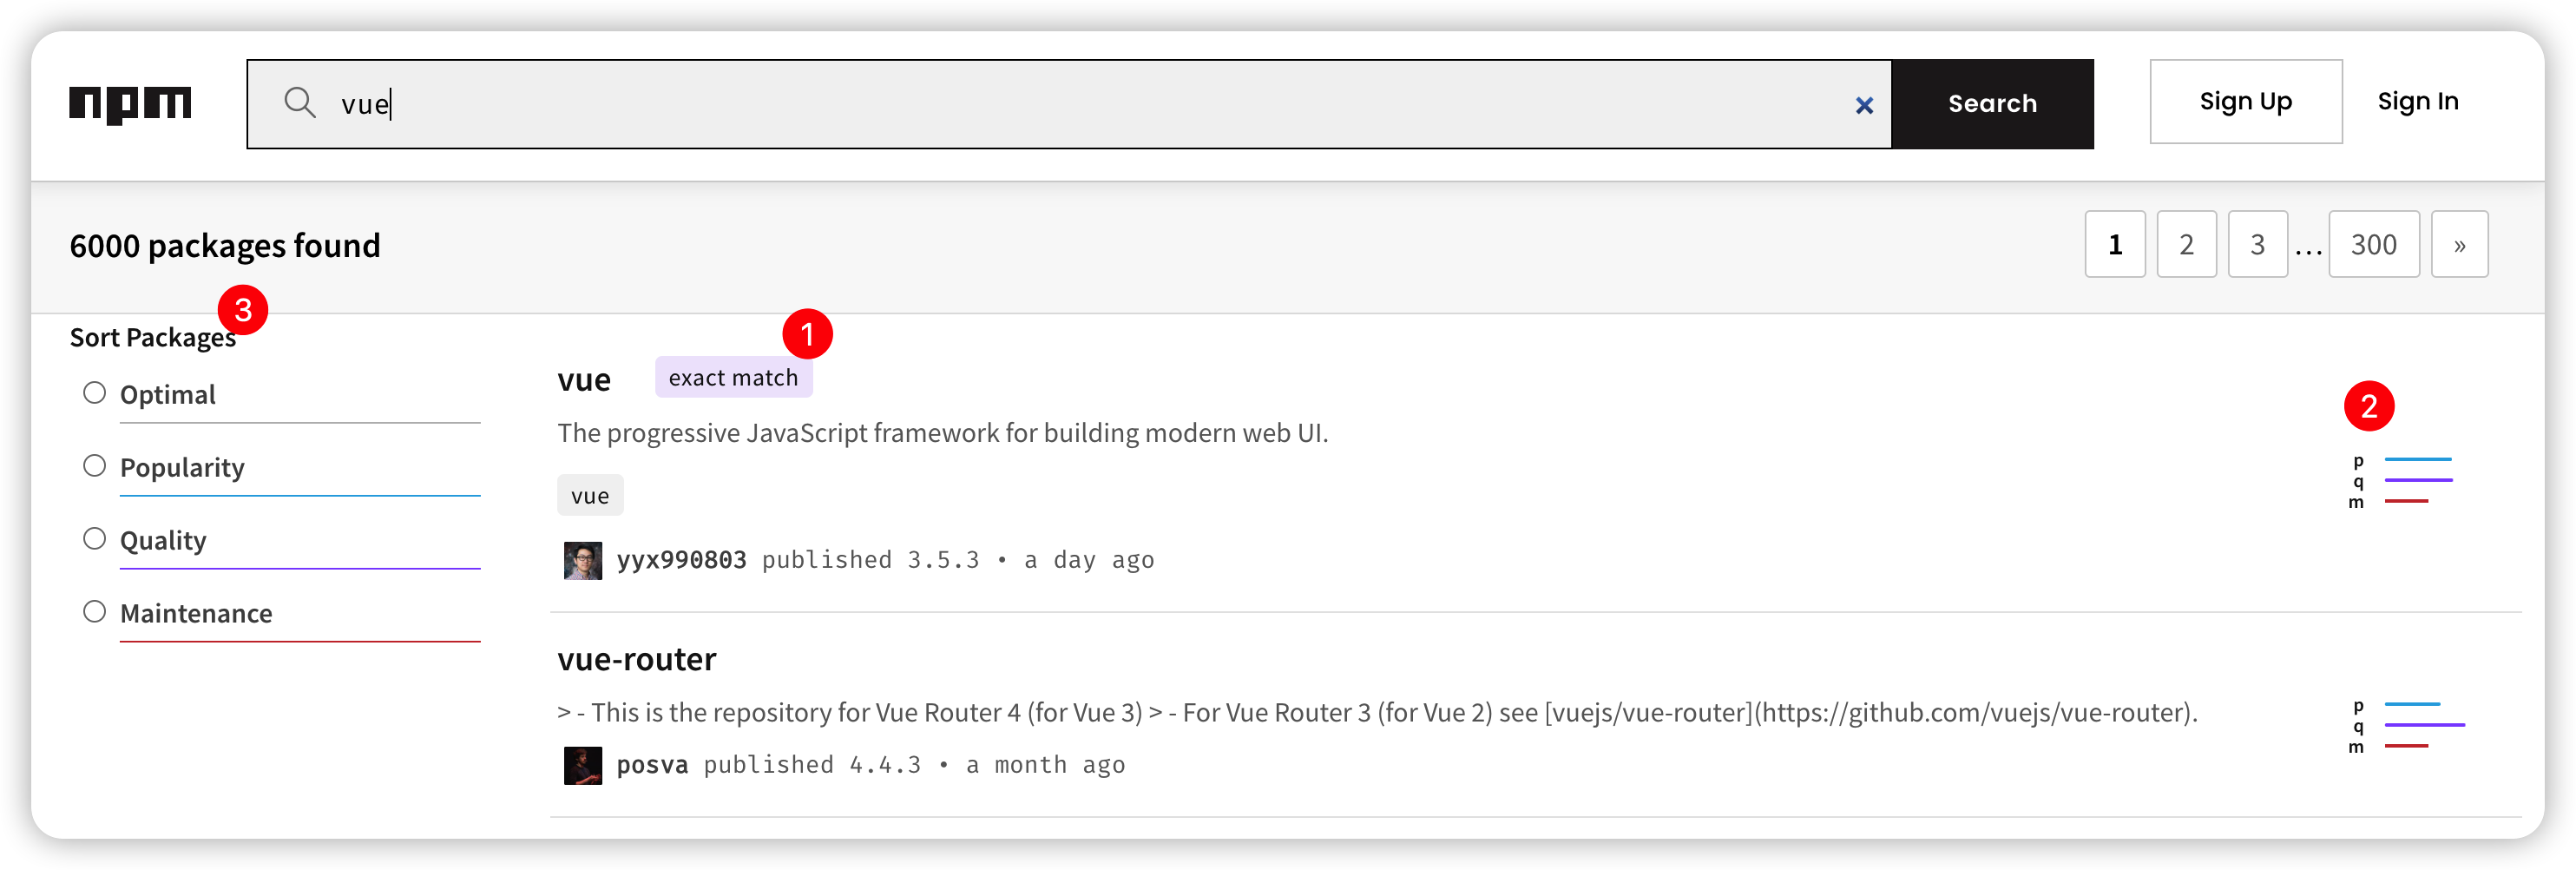 npm
vue
×
Search
Sign Up
Sign In
6000 packages found
1 2 3 ... 300 »
3
Sort Packages
Optimal
Popularity
Quality
Maintenance
1
vue exact match
The progressive JavaScript framework for building modern web UI.
vue
yyx990803 published 3.5.3 • a day ago
2
p
q
m
vue-router
> - This is the repository for Vue Router 4 (for Vue 3) > - For Vue Router 3 (for Vue 2) see [vuejs/vue-router](https://github.com/vuejs/vue-router).
posva published 4.4.3 • a month ago
p
q
m